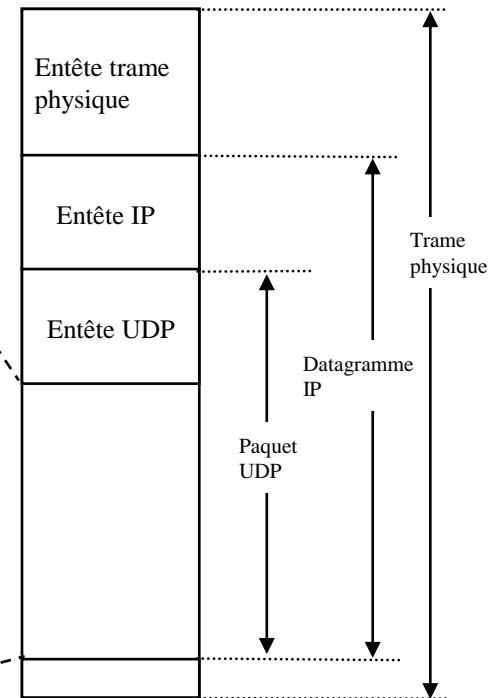 Entête trame
physique
Entête IP
Trame
physique
Entête UDP
Datagramme
IP
Paquet
UDP